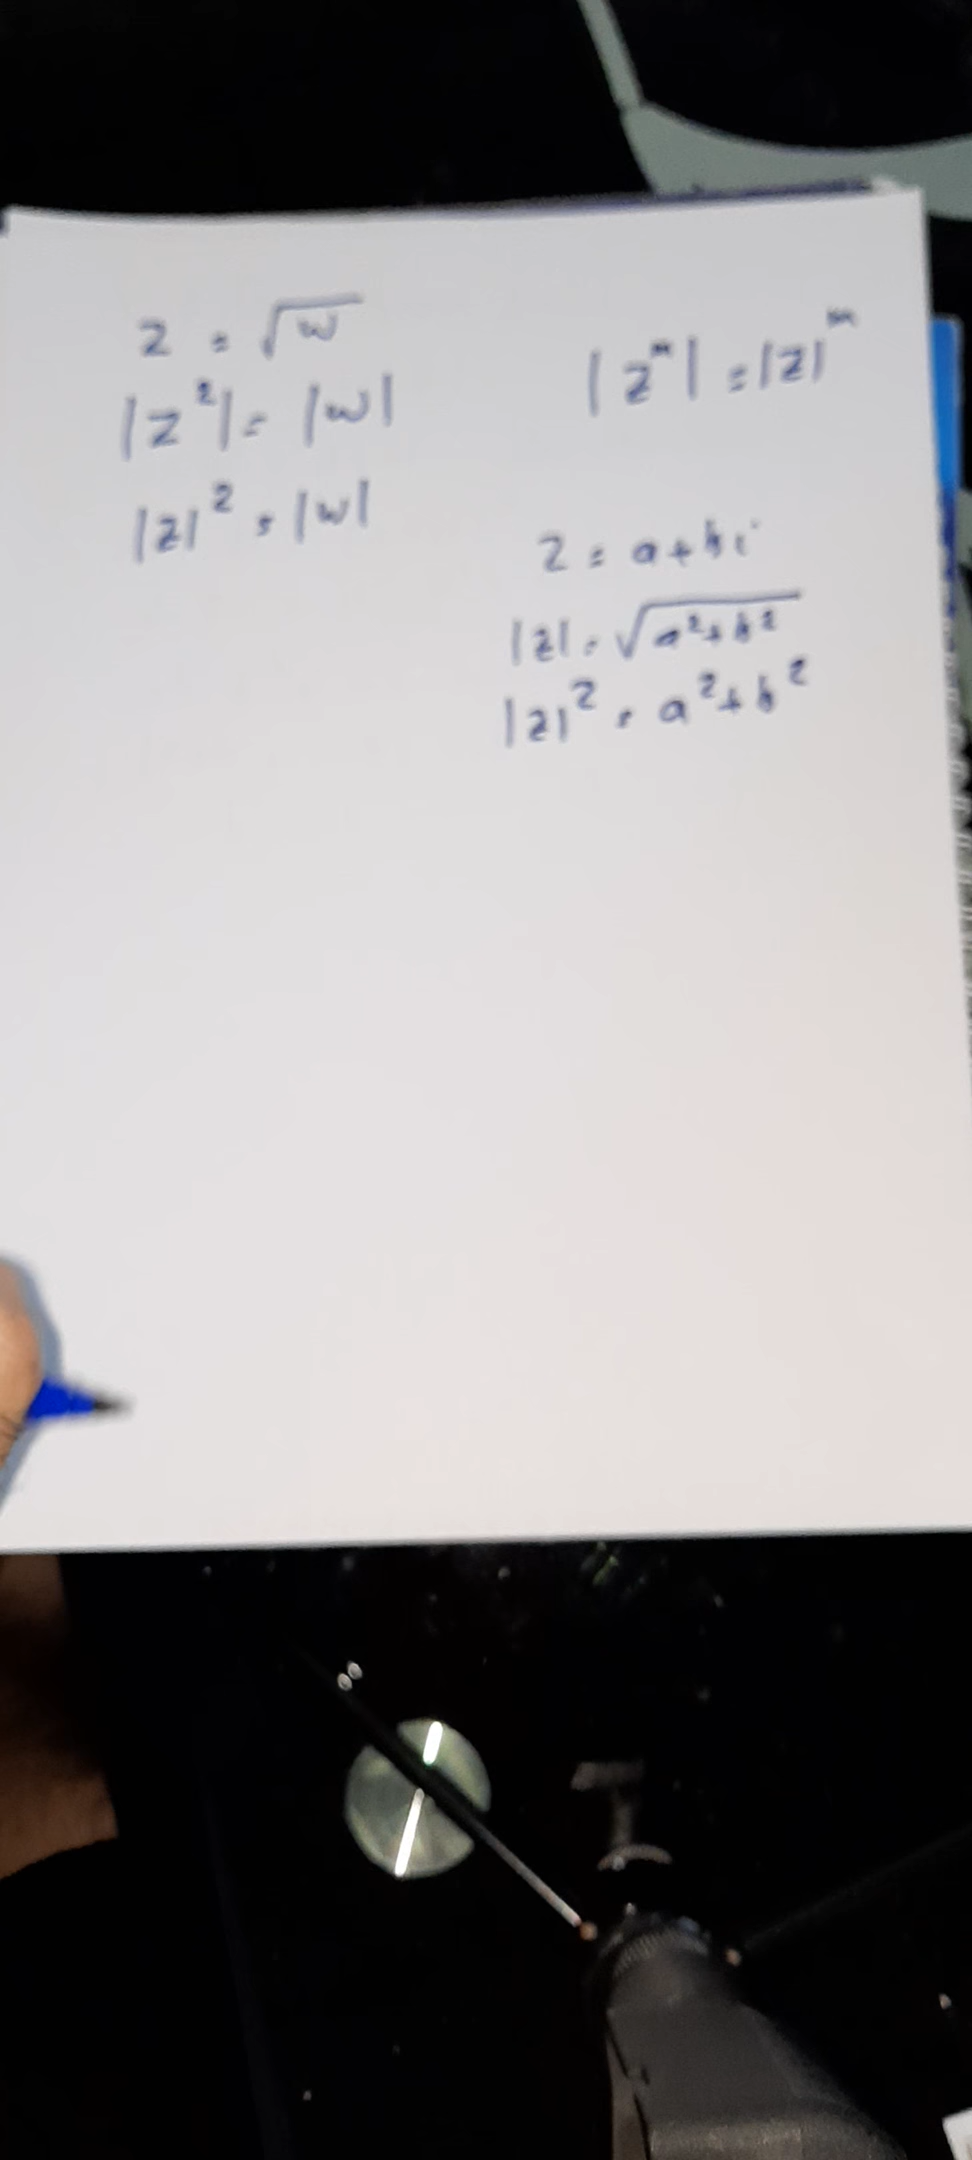 z = √w
|z²| = |w|
|z|² = |w|
|zⁿ| = |z|ⁿ
z = a+bi
|z| = √a²+b²
|z|² = a²+b²